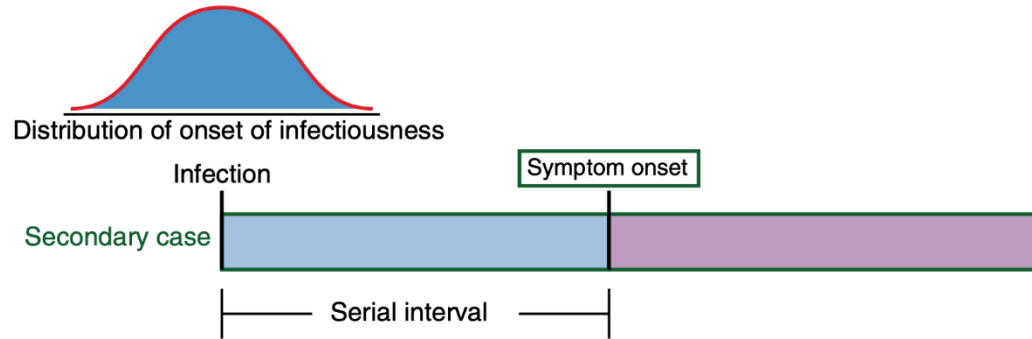 Distribution of onset of infectiousness
Infection
Symptom onset
Secondary case
Serial interval